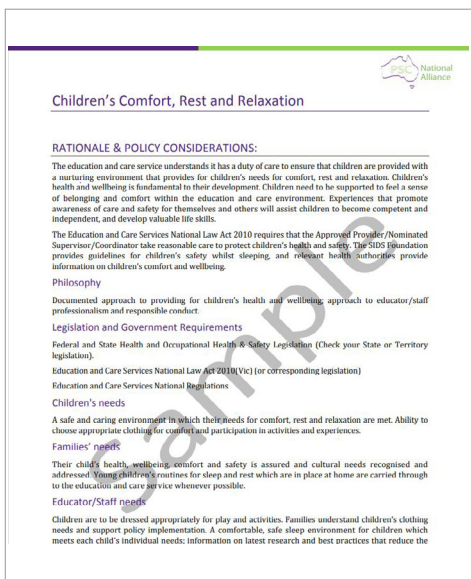 PSC National
Alliance
Children's Comfort, Rest and Relaxation
RATIONALE & POLICY CONSIDERATIONS:
The education and care service understands it has a duty of care to ensure that children are provided with
a nurturing environment that provides for children's needs for comfort, rest and relaxation. Children's
health and wellbeing is fundamental to their development. Children need to be supported to feel a sense
of belonging and comfort within the education and care environment. Experiences that promote
awareness of care and safety for themselves and others will assist children to become competent and
independent, and develop valuable life skills.
The Education and Care Services National Law Act 2010 requires that the Approved Provider/Nominated
Supervisor/Coordinator take reasonable care to protect children's health and safety. The SIDS Foundation
provides guidelines for children's safety whilst sleeping, and relevant health authorities provide
information on children's comfort and wellbeing.
Philosophy
Documented approach to providing for children's health and wellbeing; approach to educator/staff
professionalism and responsible conduct.
Legislation and Government Requirements
Federal and State Health and Occupational Health & Safety Legislation (Check your State or Territory
legislation).
Education and Care Services National Law Act 2010(Vic) (or corresponding legislation)
Education and Care Services National Regulations
Children's needs
A safe and caring environment in which their needs for comfort, rest and relaxation are met. Ability to
choose appropriate clothing for comfort and participation in activities and experiences.
Families' needs
Their child's health, wellbeing, comfort and safety is assured and cultural needs recognised and
addressed. Young children's routines for sleep and rest which are in place at home are carried through
to the education and care service whenever possible.
Educator/Staff needs
Children are to be dressed appropriately for play and activities. Families understand children's clothing
needs and support policy implementation. A comfortable, safe sleep environment for children which
meets each child's individual needs; information on latest research and best practices that reduce the
Sample